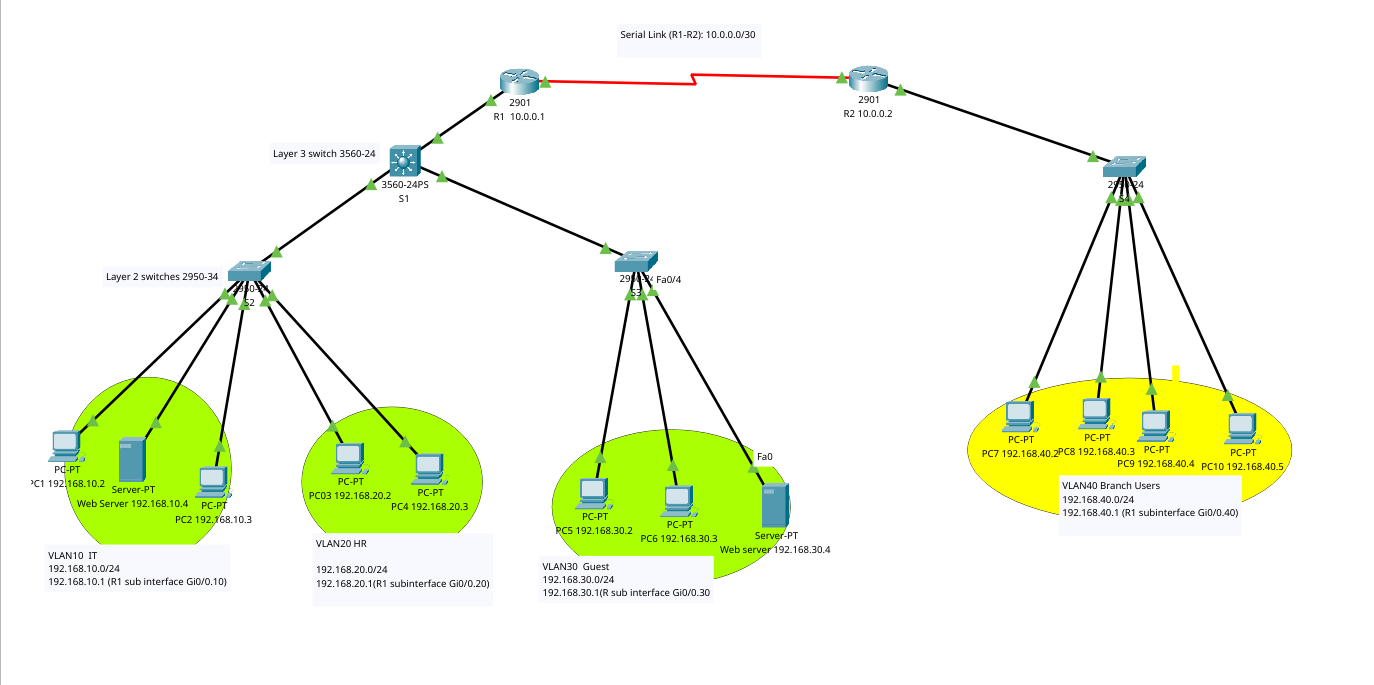 Serial Link (R1-R2): 10.0.0.0/30
2901
R1 10.0.0.1
2901
R2 10.0.0.2
Layer 3 switch 3560-24
3560-24PS
S1
2950-24
S4
Layer 2 switches 2950-34
2950-24
S2
2950-24
Fa0/4
S3
PC-PT
PC1 192.168.10.2
Server-PT
Web Server 192.168.10.4
PC-PT
PC2 192.168.10.3
VLAN10 IT
192.168.10.0/24
192.168.10.1 (R1 sub interface Gi0/0.10)
PC-PT
PC03 192.168.20.2
PC-PT
PC4 192.168.20.3
VLAN20 HR
192.168.20.0/24
192.168.20.1(R1 subinterface Gi0/0.20)
Fa0
PC-PT
PC5 192.168.30.2
PC-PT
PC6 192.168.30.3
Server-PT
Web server 192.168.30.4
VLAN30 Guest
192.168.30.0/24
192.168.30.1(R sub interface Gi0/0.30
PC-PT
PC7 192.168.40.2
PC-PT
PC8 192.168.40.3
PC-PT
PC9 192.168.40.4
PC-PT
PC10 192.168.40.5
VLAN40 Branch Users
192.168.40.0/24
192.168.40.1 (R1 subinterface Gi0/0.40)